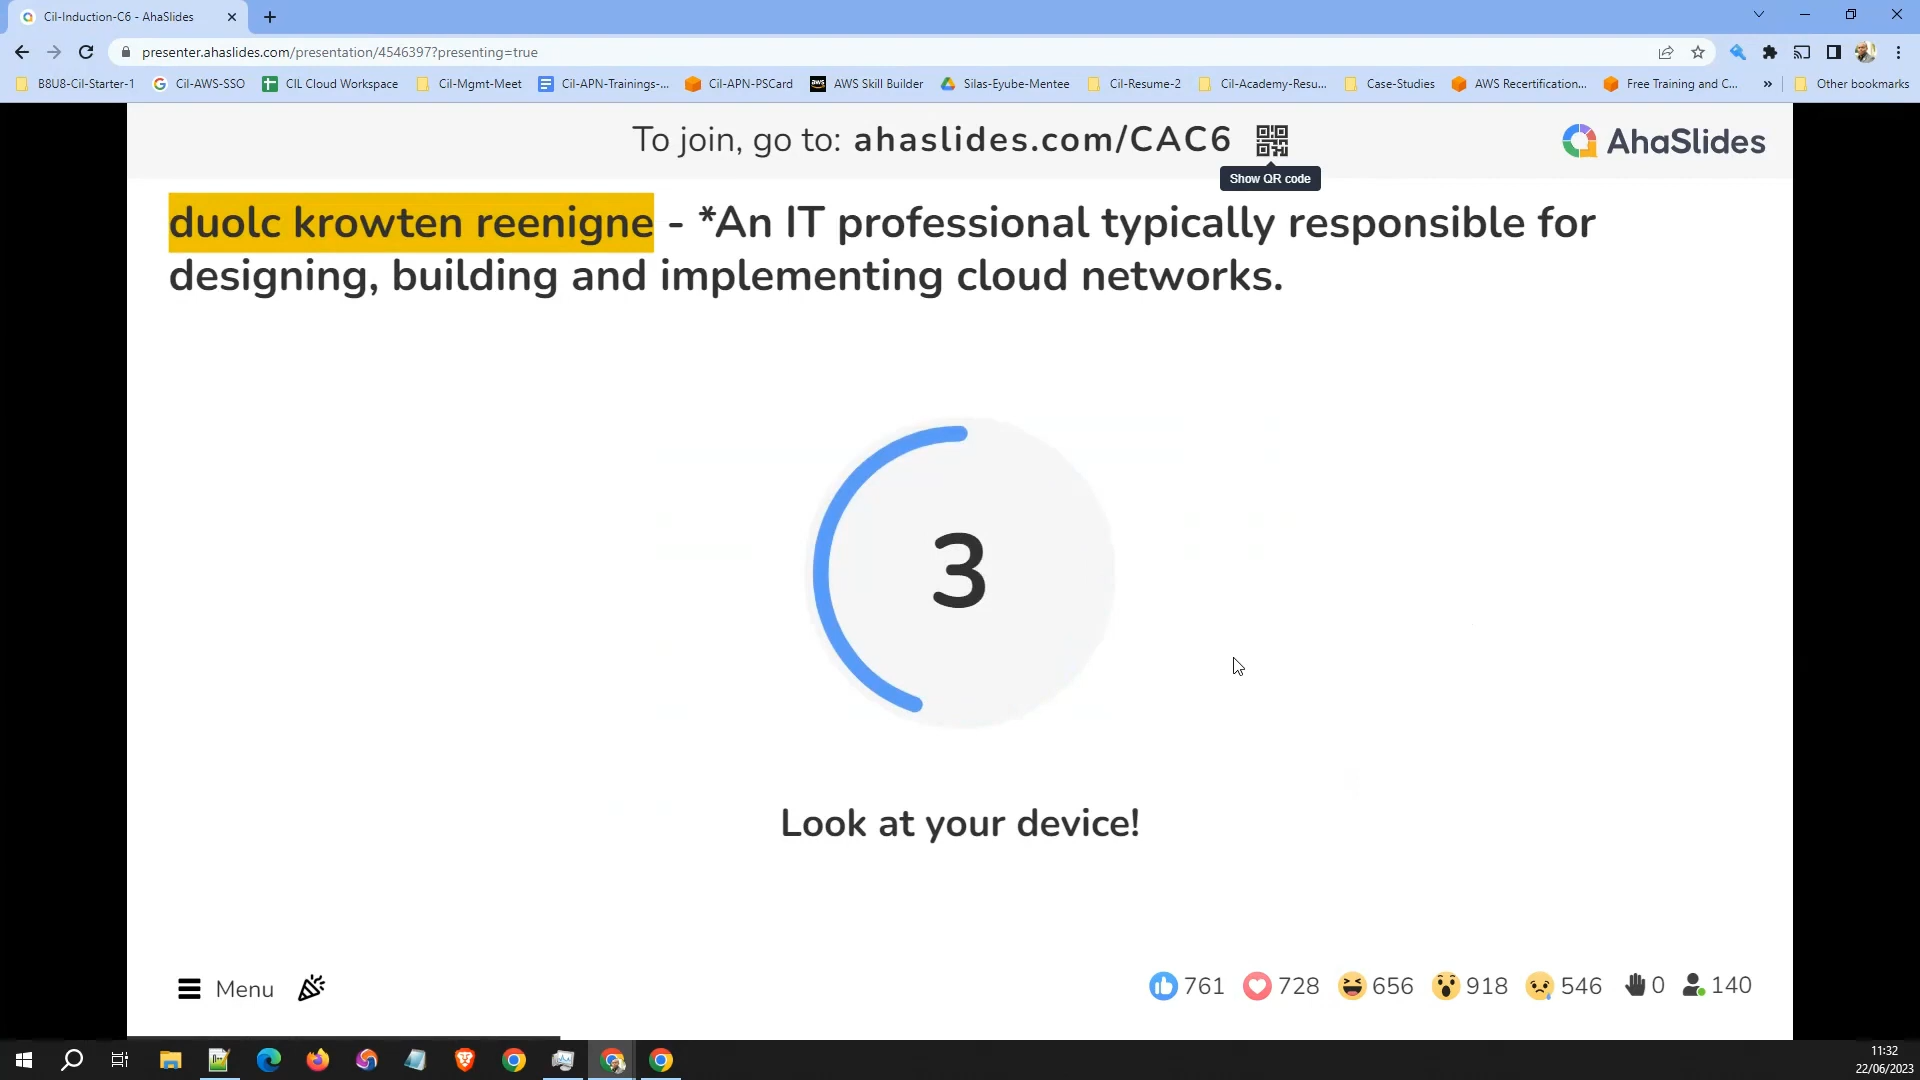 Cil-Induction-C6 - AhaSlides
presenter.ahaslides.com/presentation/4546397?presenting=true
B8U8-Cil-Starter-1 Cil-AWS-SSO CIL Cloud Workspace Cil-Mgmt-Meet Cil-APN-Trainings-... Cil-APN-PSCard AWS Skill Builder Silas-Eyube-Mentee Cil-Resume-2 Cil-Academy-Resu... Case-Studies AWS Recertification... Free Training and C... » Other bookmarks
To join, go to: ahaslides.com/CAC6 AhaSlides
Show QR code
duolc krowten reenigne - *An IT professional typically responsible for
designing, building and implementing cloud networks.
3
Look at your device!
Menu 761 728 656 918 546 0 140
11:32
22/06/2023